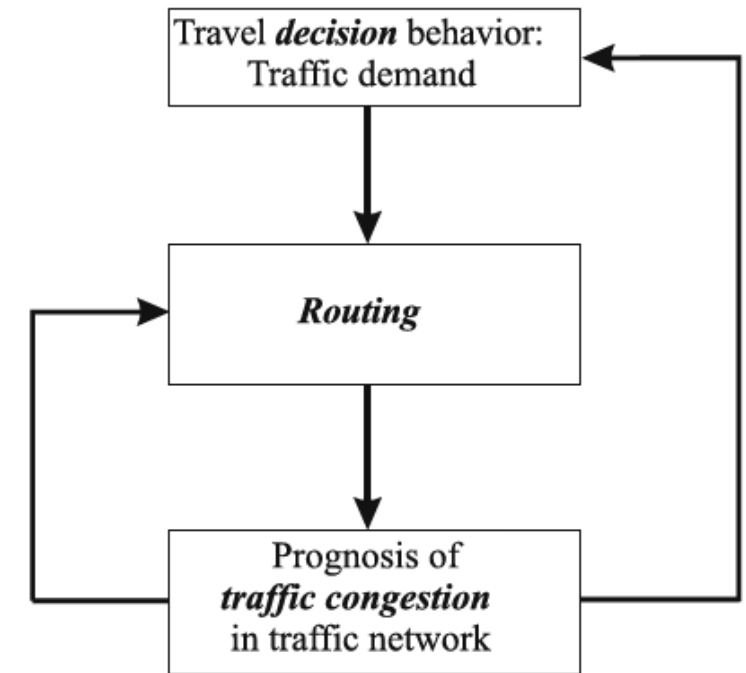 Travel decision behavior:
Traffic demand
Routing
Prognosis of
traffic congestion
in traffic network